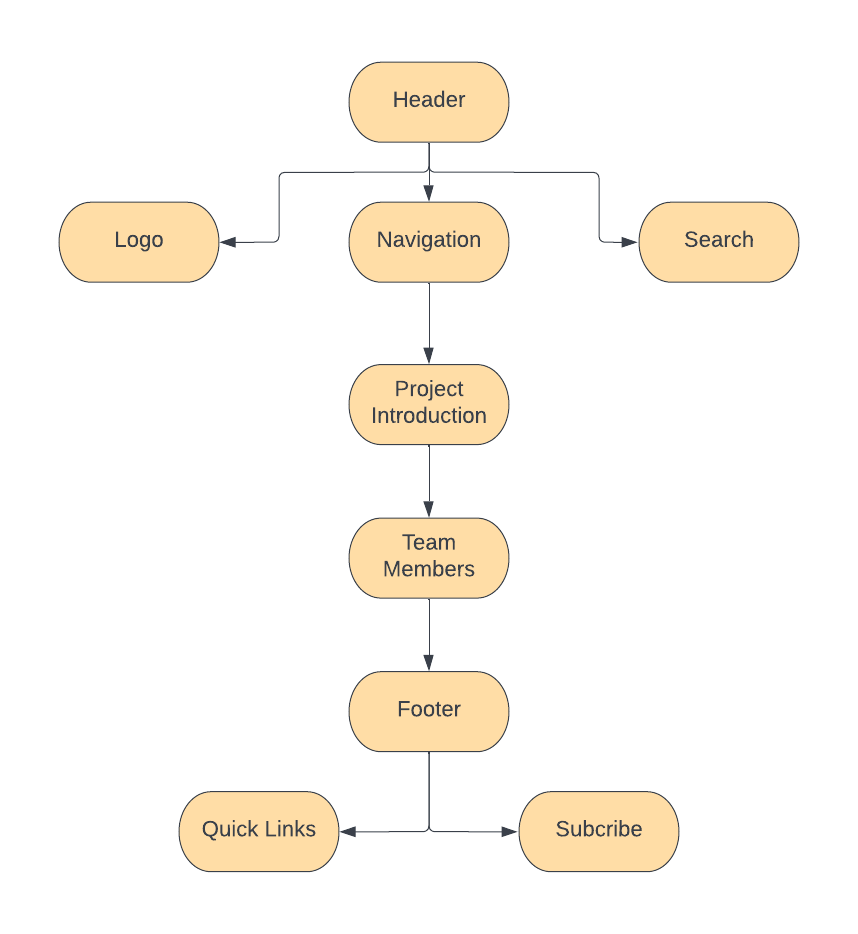 Header
Logo
Navigation
Search
Project
Introduction
Team
Members
Footer
Quick Links
Subcribe